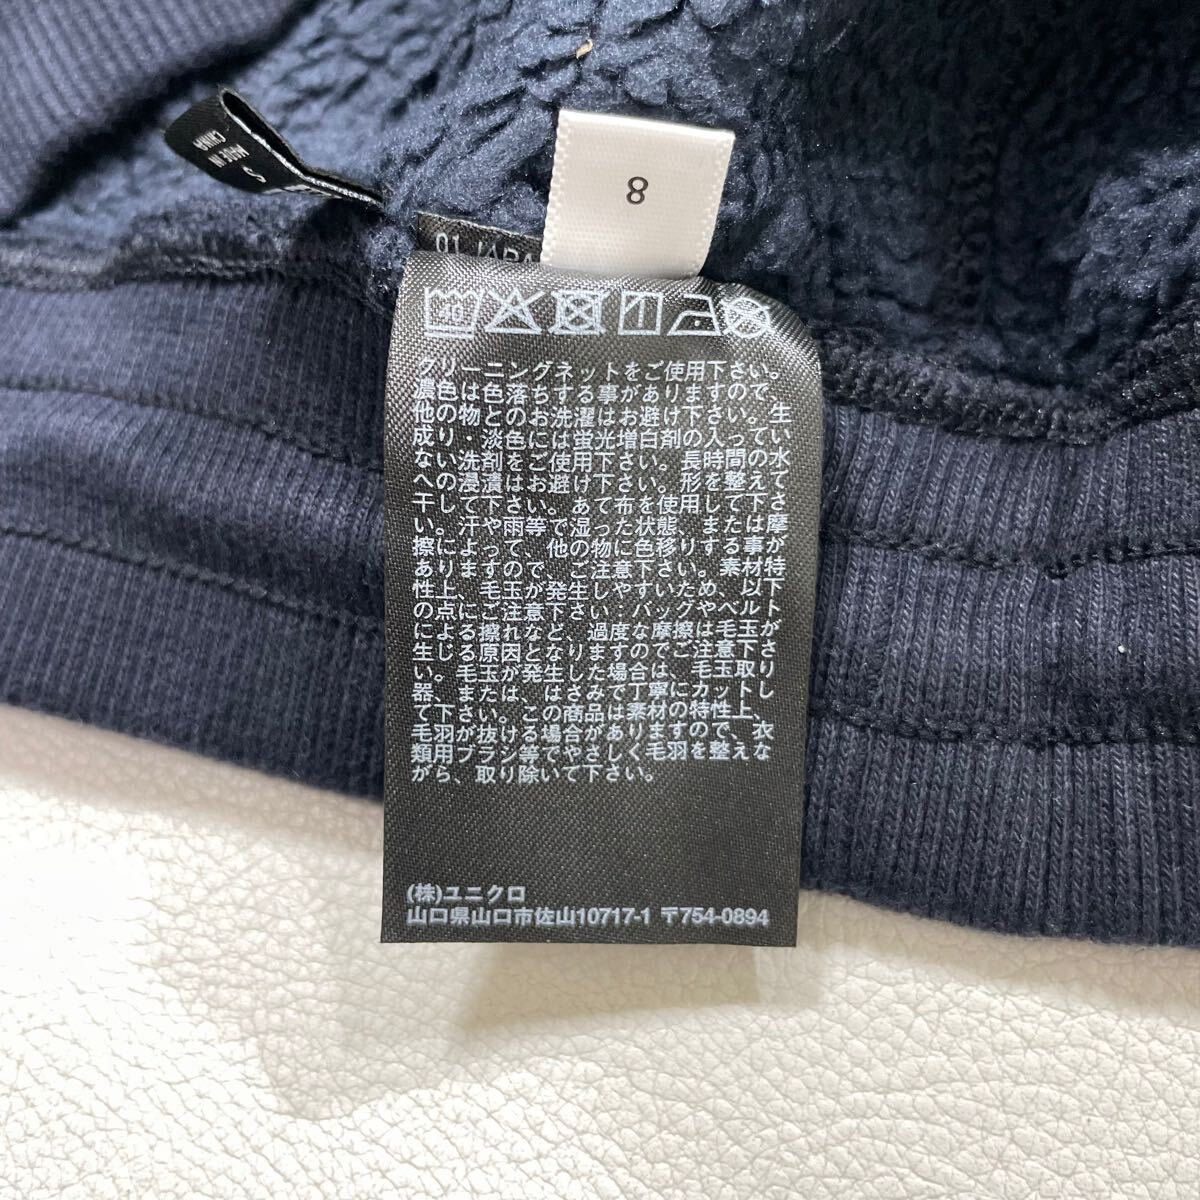 8
S
MADE IN
CHINA
01 JAPA
40
クリーニングネットをご使用下さい。
濃色は色落ちする事がありますので
他の物とのお洗濯はお避け下さい。生
成り・淡色には蛍光増白剤の入ってい
ない洗剤をご使用下さい。長時間の水
への浸漬はお避け下さい。形を整えて
干して下さい。あて布を使用して下さ
い。汗や雨等で湿った状態、または摩
擦によって、他の物に色移りする事が
ありますので、ご注意下さい。素材特
性上、毛玉が発生しやすいため、以下
の点にご注意下さい：バッグやベルト
による擦れなど、過度な摩擦は毛玉が
生じる原因となりますのでご注意下さ
い。毛玉が発生した場合は、毛玉取り
器、または、はさみで丁寧にカットし
て下さい。この商品は素材の特性上、
毛羽が抜ける場合がありますので、衣
類用ブラシ等でやさしく毛羽を整えな
がら、取り除いて下さい。
(株)ユニクロ
山口県山口市佐山10717-1 〒754-0894